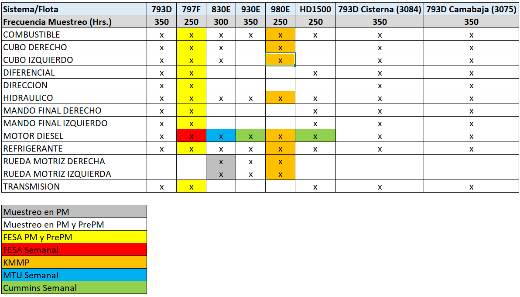 Sistema/Flota 793D 797F 830E 930E 980E HD1500 793D Cisterna (3084) 793D Camabaja (3075)
Frecuencia Muestreo (Hrs.) 350 250 300 350 250 250 350 350
COMBUSTIBLE x x x x x x x x
CUBO DERECHO x x x x x
CUBO IZQUIERDO x x x x x
DIFERENCIAL x x x x x
DIRECCION x x x x
HIDRAULICO x x x x x x x x
MANDO FINAL DERECHO x x x x x
MANDO FINAL IZQUIERDO x x x x x
MOTOR DIESEL x x x x x x x x
REFRIGERANTE x x x x x x x x
RUEDA MOTRIZ DERECHA x x x
RUEDA MOTRIZ IZQUIERDA x x x
TRANSMISION x x x x x
Muestreo en PM
Muestreo en PM y PrePM
FESA PM y PrePM
FESA Semanal
KMMP
MTU Semanal
Cummins Semanal